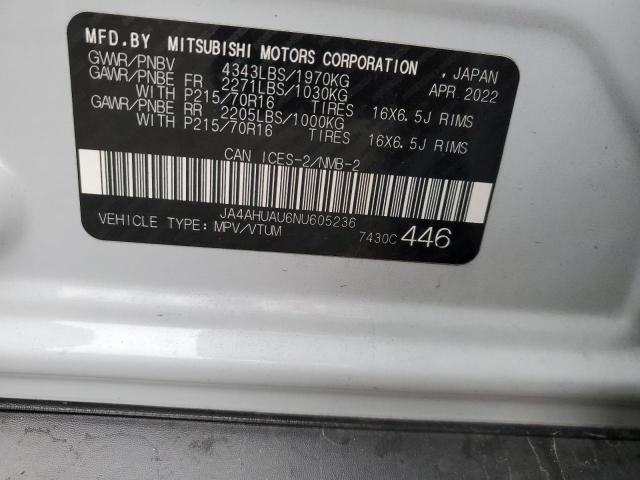 MFD.BY MITSUBISHI MOTORS CORPORATION , JAPAN
GVWR/PNBV 4343LBS/1970KG APR 2022
GAWR/PNBE FR 2271LBS/1030KG
WITH P215/70R16 TIRES 16X6.5J RIMS
GAWR/PNBE RR 2205LBS/1000KG
WITH P215/70R16 TIRES 16X6.5J RIMS
CAN ICES-2/NMB-2
JA4AHUAU6NU605236
VEHICLE TYPE: MPV/VTUM 7430C 446